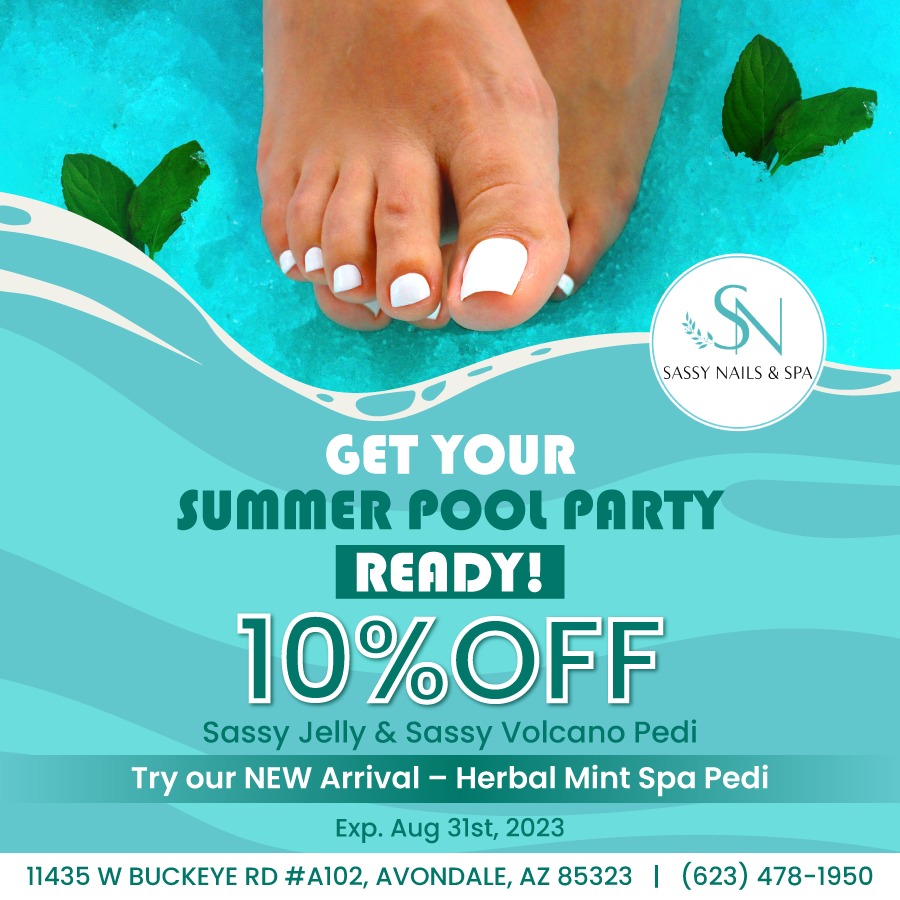 SN
SASSY NAILS & SPA
GET YOUR
SUMMER POOL PARTY
READY!
10%OFF
Sassy Jelly & Sassy Volcano Pedi
Try our NEW Arrival – Herbal Mint Spa Pedi
Exp. Aug 31st, 2023
11435 W BUCKEYE RD #A102, AVONDALE, AZ 85323 | (623) 478-1950